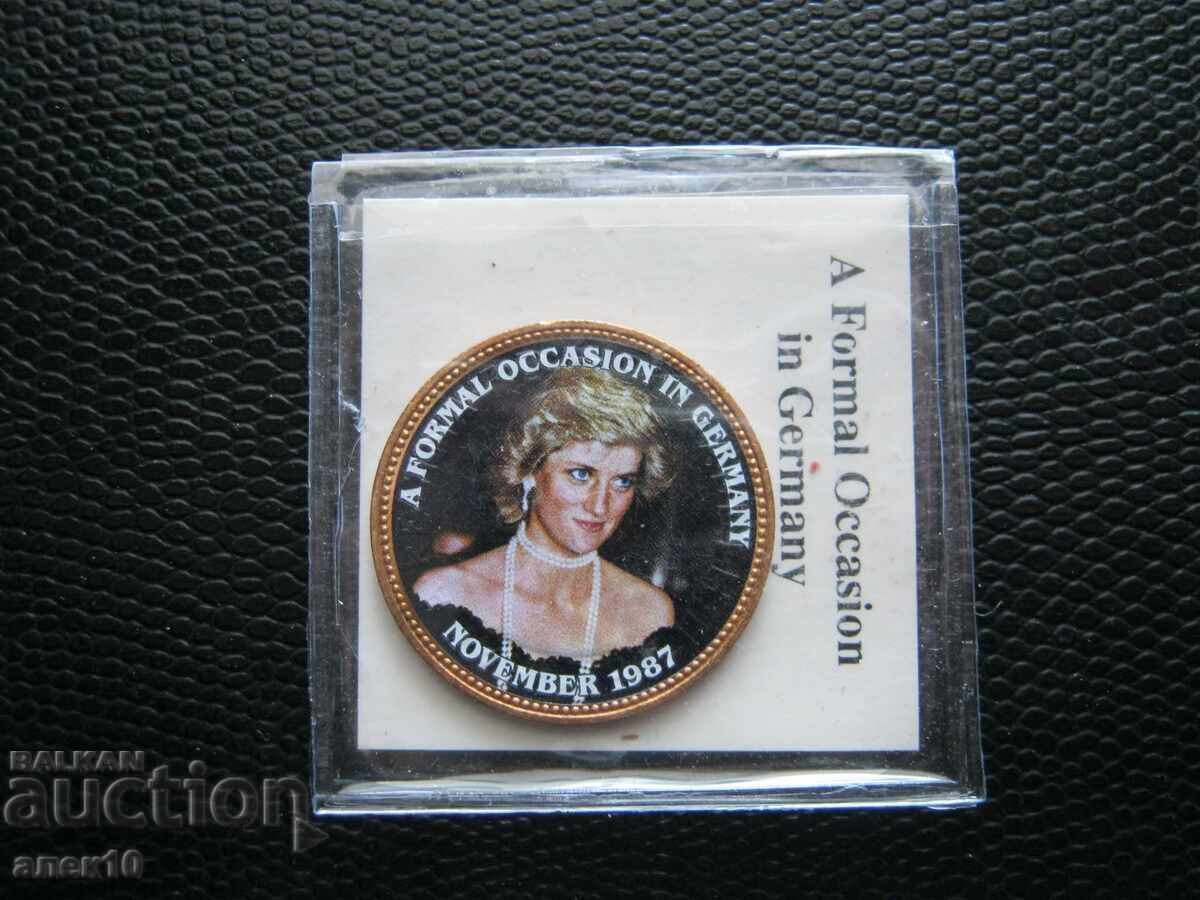 A FORMAL OCCASION IN GERMANY
NOVEMBER 1987
A Formal Occasion
in Germany
BALKAN
auction
алек10